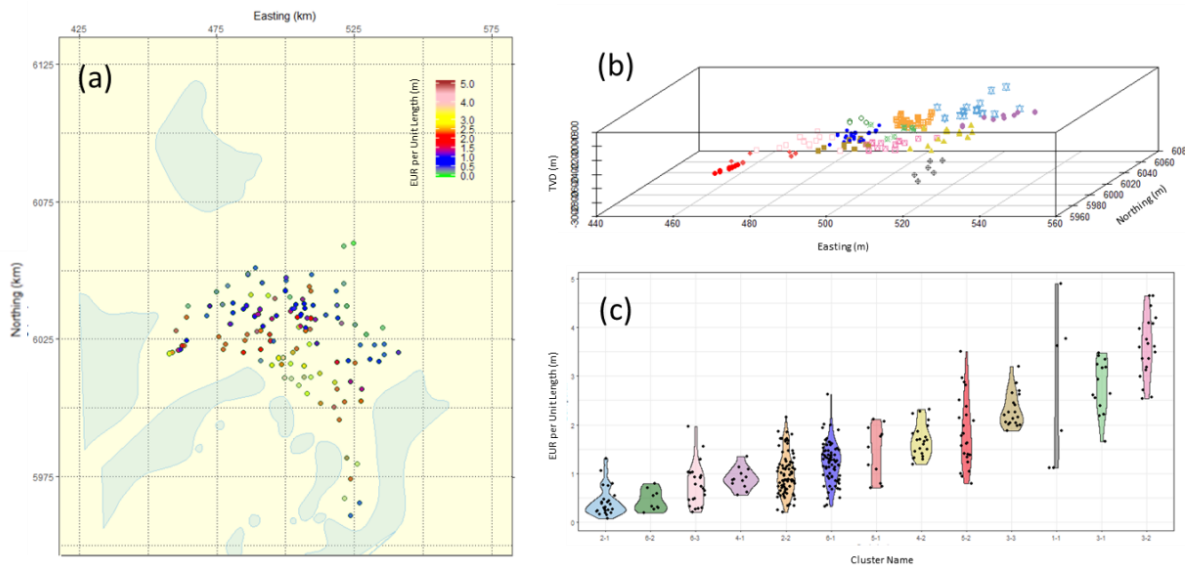 Easting (km)
425 475 525 575
(a)
EUR per Unit Length (m)
5.0
4.0
3.0
2.5
2.0
1.5
1.0
0.5
0.0
6125
6075
6025
5975
Northing (km)
(b)
TVD (m)
440 460 480 500 520 540 560
5960
5980
6000
6020
6040
6060
608
Easting (m)
Northing (m)
(c)
EUR per Unit Length (m)
5
4
3
2
1
0
2-1 6-2 6-3 4-1 2-2 6-1 5-1 4-2 5-2 3-3 1-1 3-1 3-2
Cluster Name